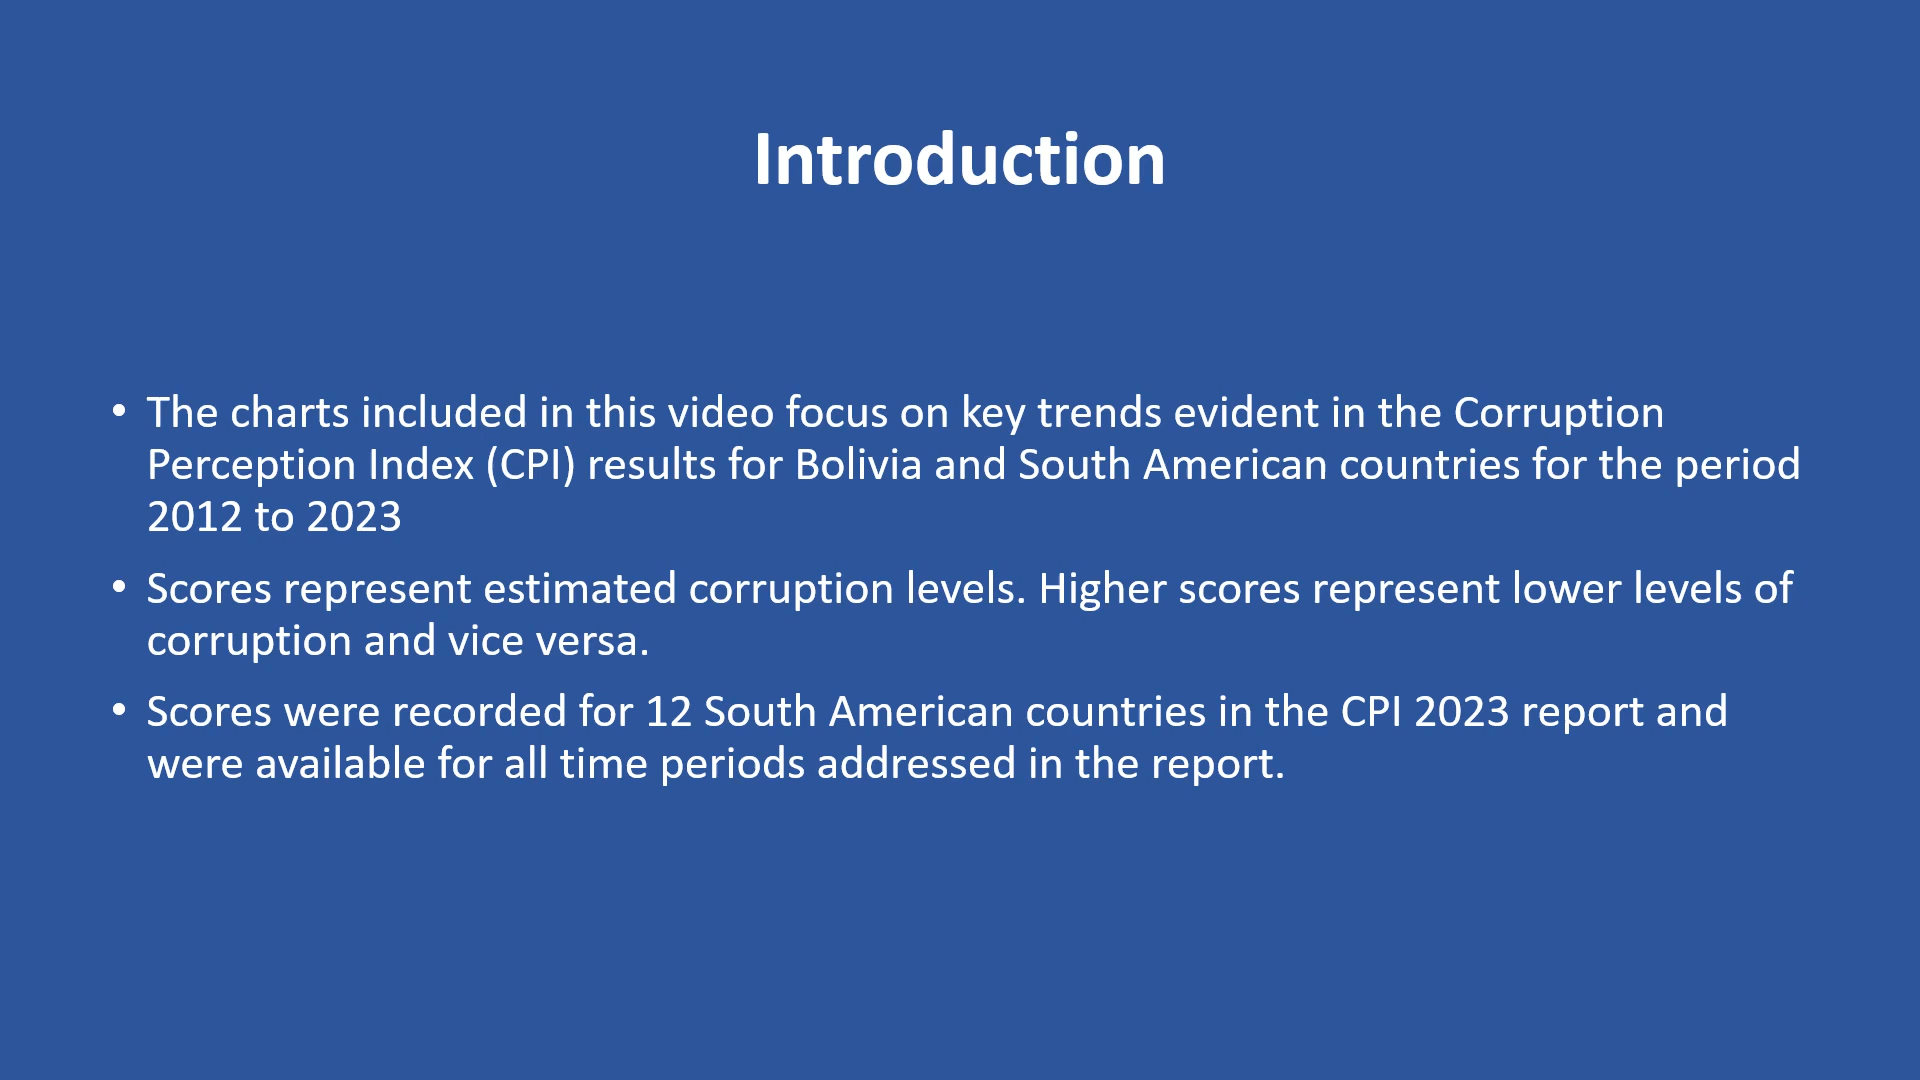 Introduction
• The charts included in this video focus on key trends evident in the Corruption
Perception Index (CPI) results for Bolivia and South American countries for the period
2012 to 2023
• Scores represent estimated corruption levels. Higher scores represent lower levels of
corruption and vice versa.
• Scores were recorded for 12 South American countries in the CPI 2023 report and
were available for all time periods addressed in the report.